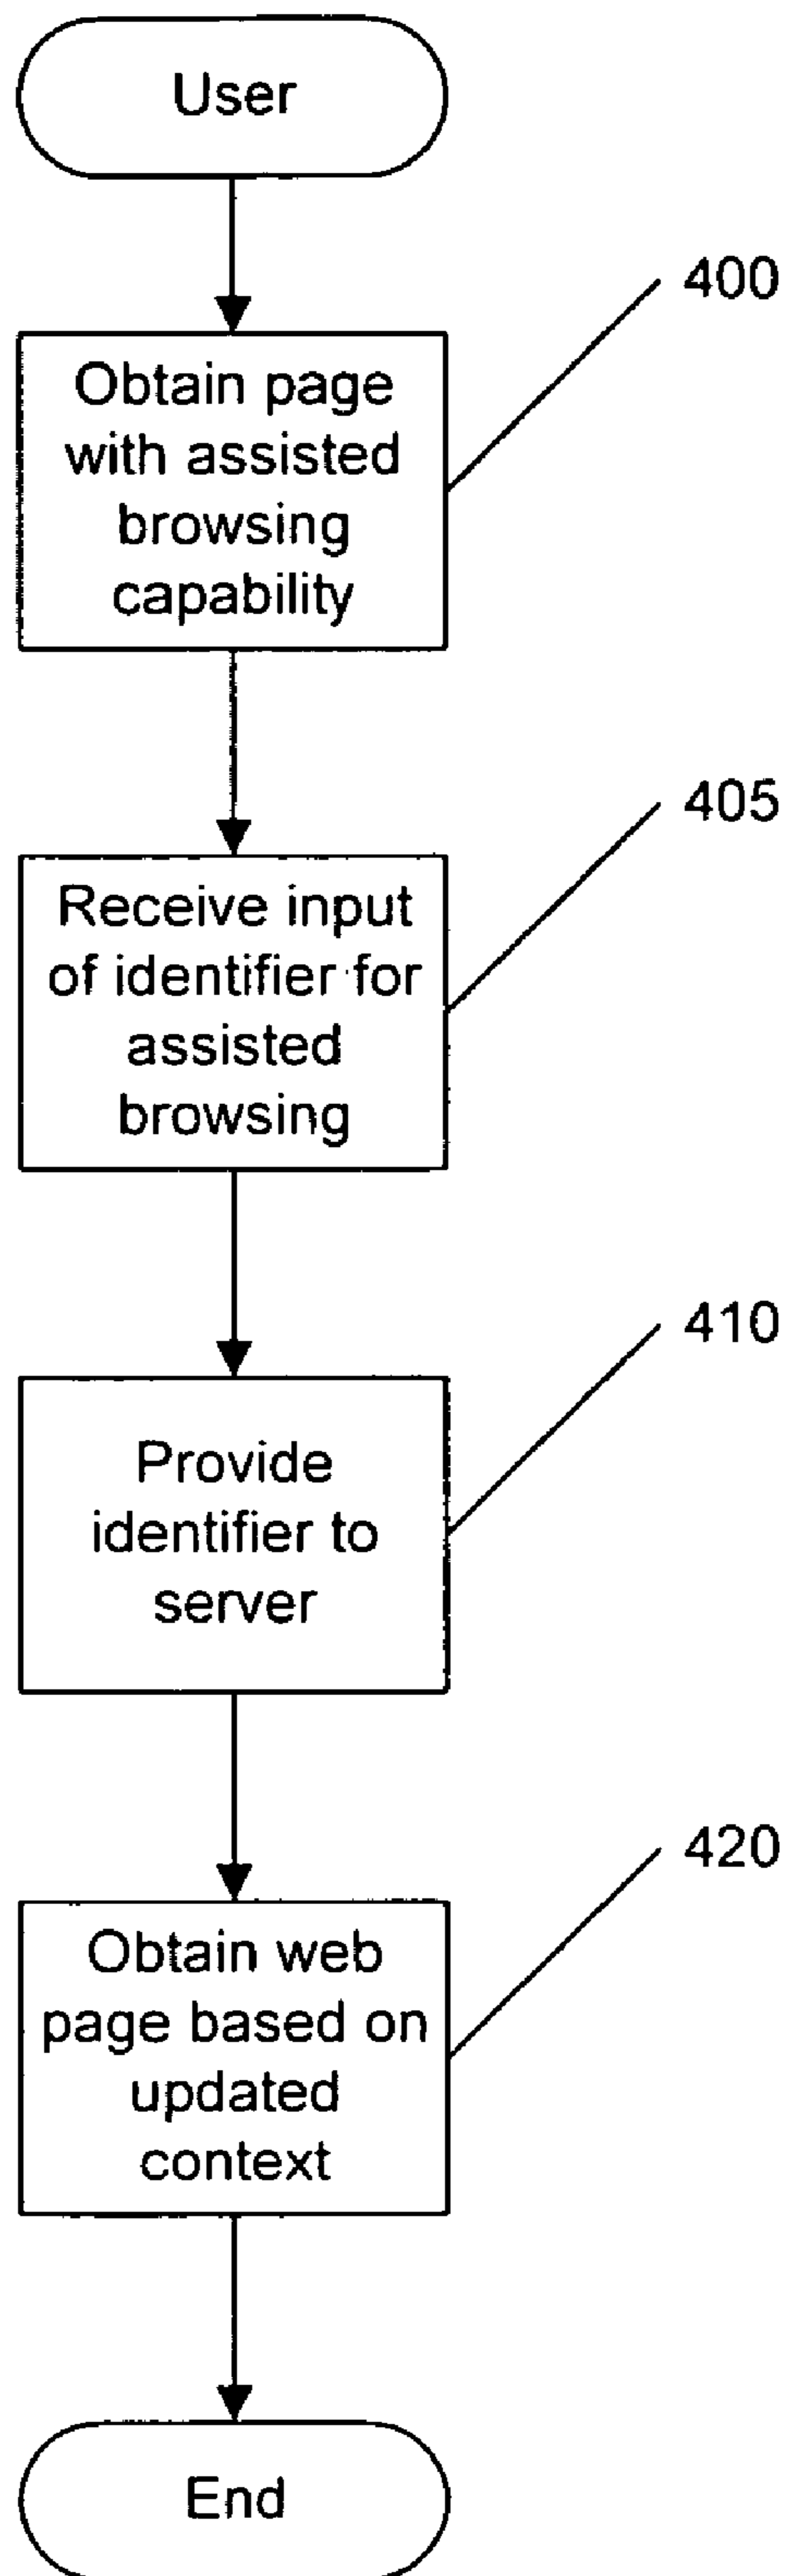 User
400
Obtain page
with assisted
browsing
capability
405
Receive input
of identifier for
assisted
browsing
410
Provide
identifier to
server
420
Obtain web
page based on
updated
context
End